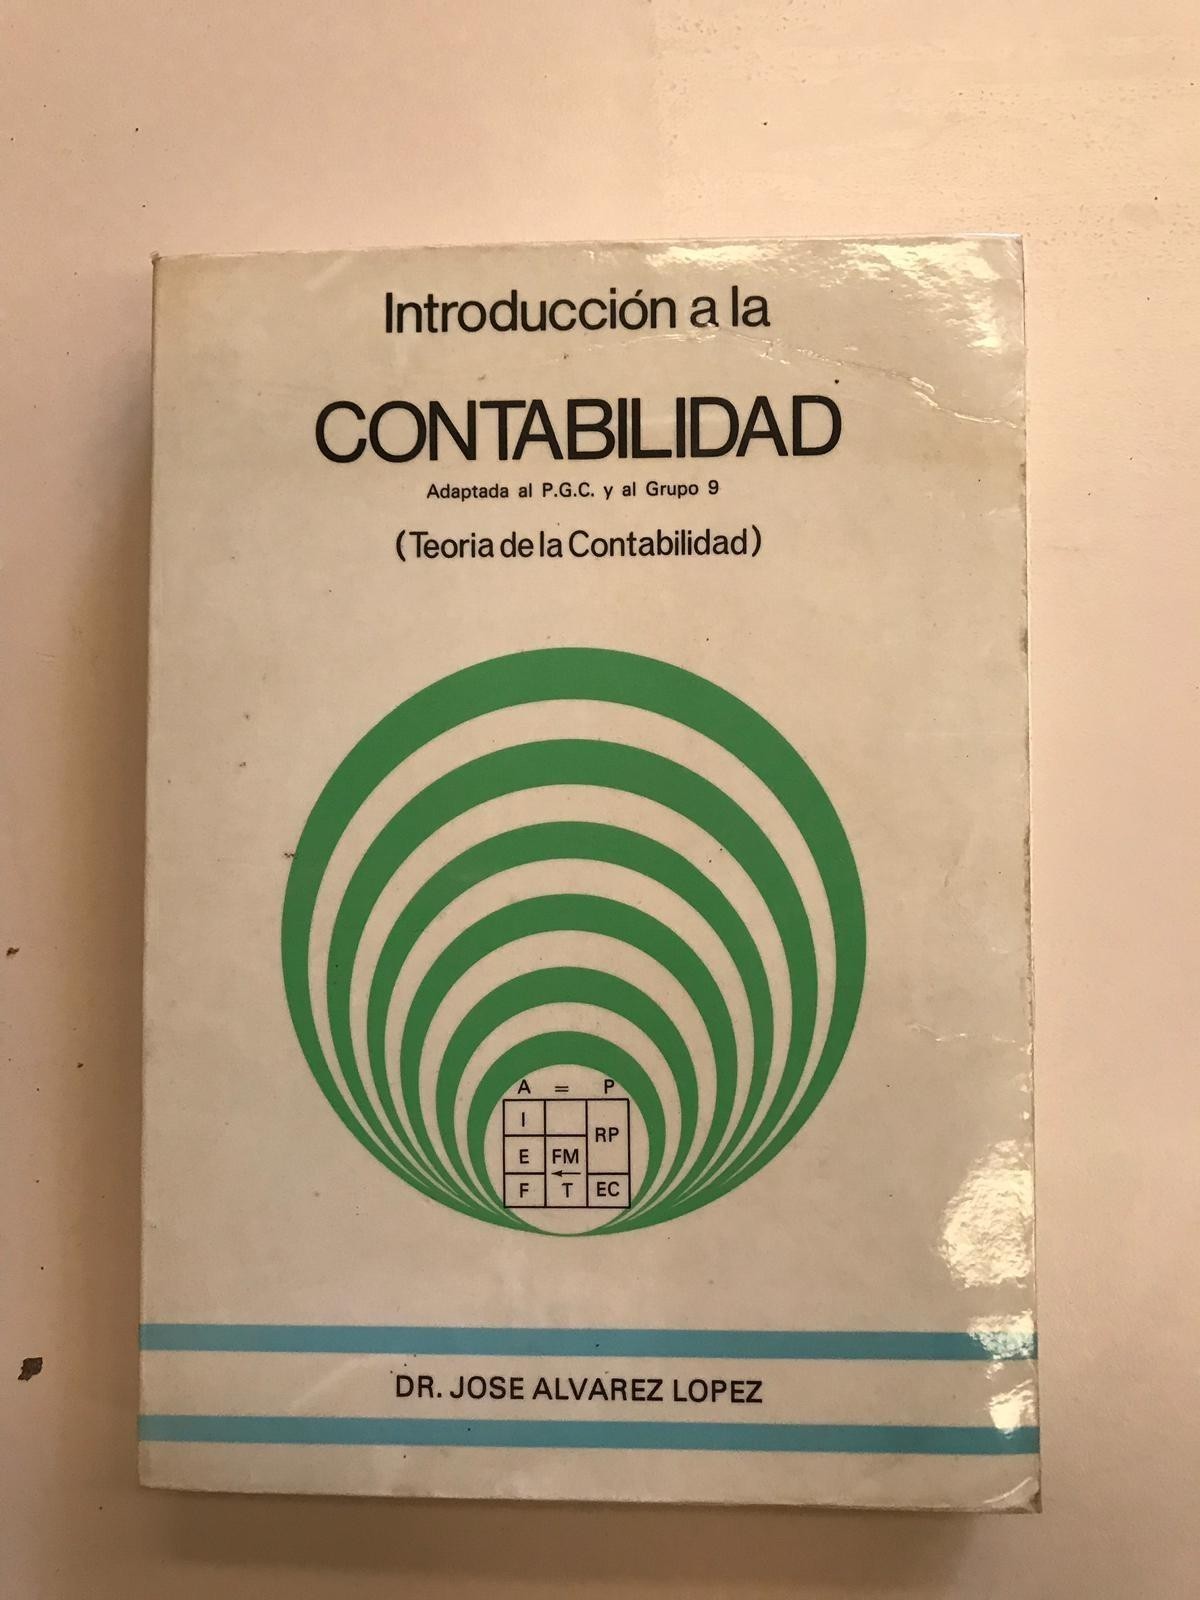 Introducción a la
CONTABILIDAD
Adaptada al P.G.C. y al Grupo 9
(Teoria de la Contabilidad)
A = P
I
RP
E FM
F T EC
DR. JOSE ALVAREZ LOPEZ